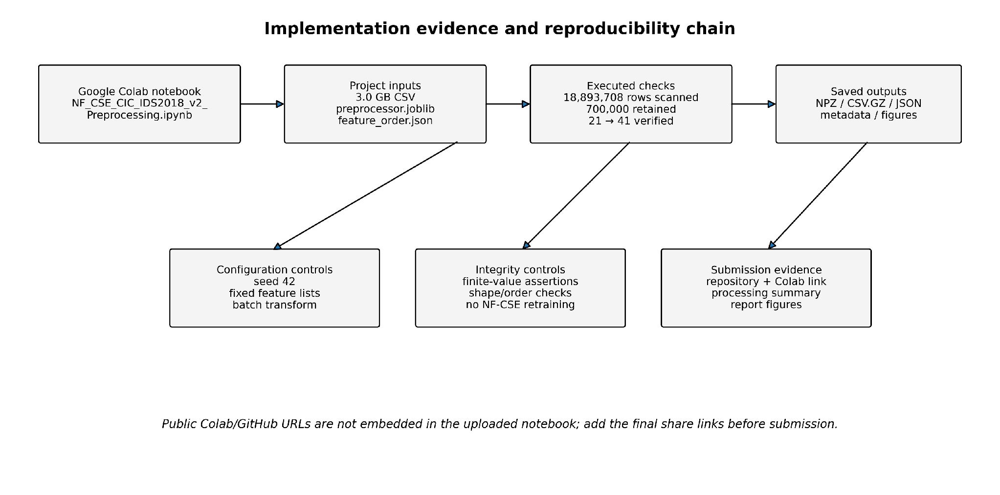 Implementation evidence and reproducibility chain
Google Colab notebook
NF_CSE_CIC_IDS2018_v2_
Preprocessing.ipynb
Project inputs
3.0 GB CSV
preprocessor.joblib
feature_order.json
Executed checks
18,893,708 rows scanned
700,000 retained
21 → 41 verified
Saved outputs
NPZ / CSV.GZ / JSON
metadata / figures
Configuration controls
seed 42
fixed feature lists
batch transform
Integrity controls
finite-value assertions
shape/order checks
no NF-CSE retraining
Submission evidence
repository + Colab link
processing summary
report figures
Public Colab/GitHub URLs are not embedded in the uploaded notebook; add the final share links before submission.